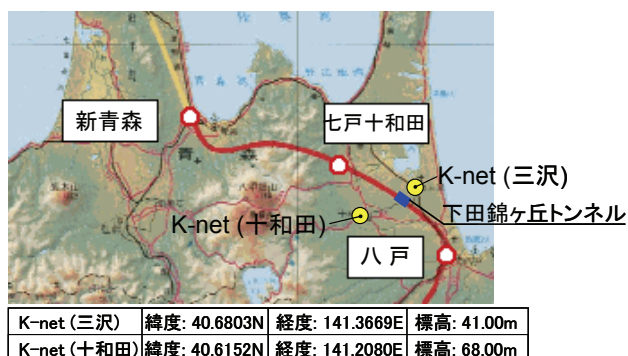 新青森
七戸十和田
K-net (三沢)
下田錦ヶ丘トンネル
K-net (十和田)
八 戸
青
森
K-net (三沢) 緯度: 40.6803N 経度: 141.3669E 標高: 41.00m
K-net (十和田) 緯度: 40.6152N 経度: 141.2080E 標高: 68.00m